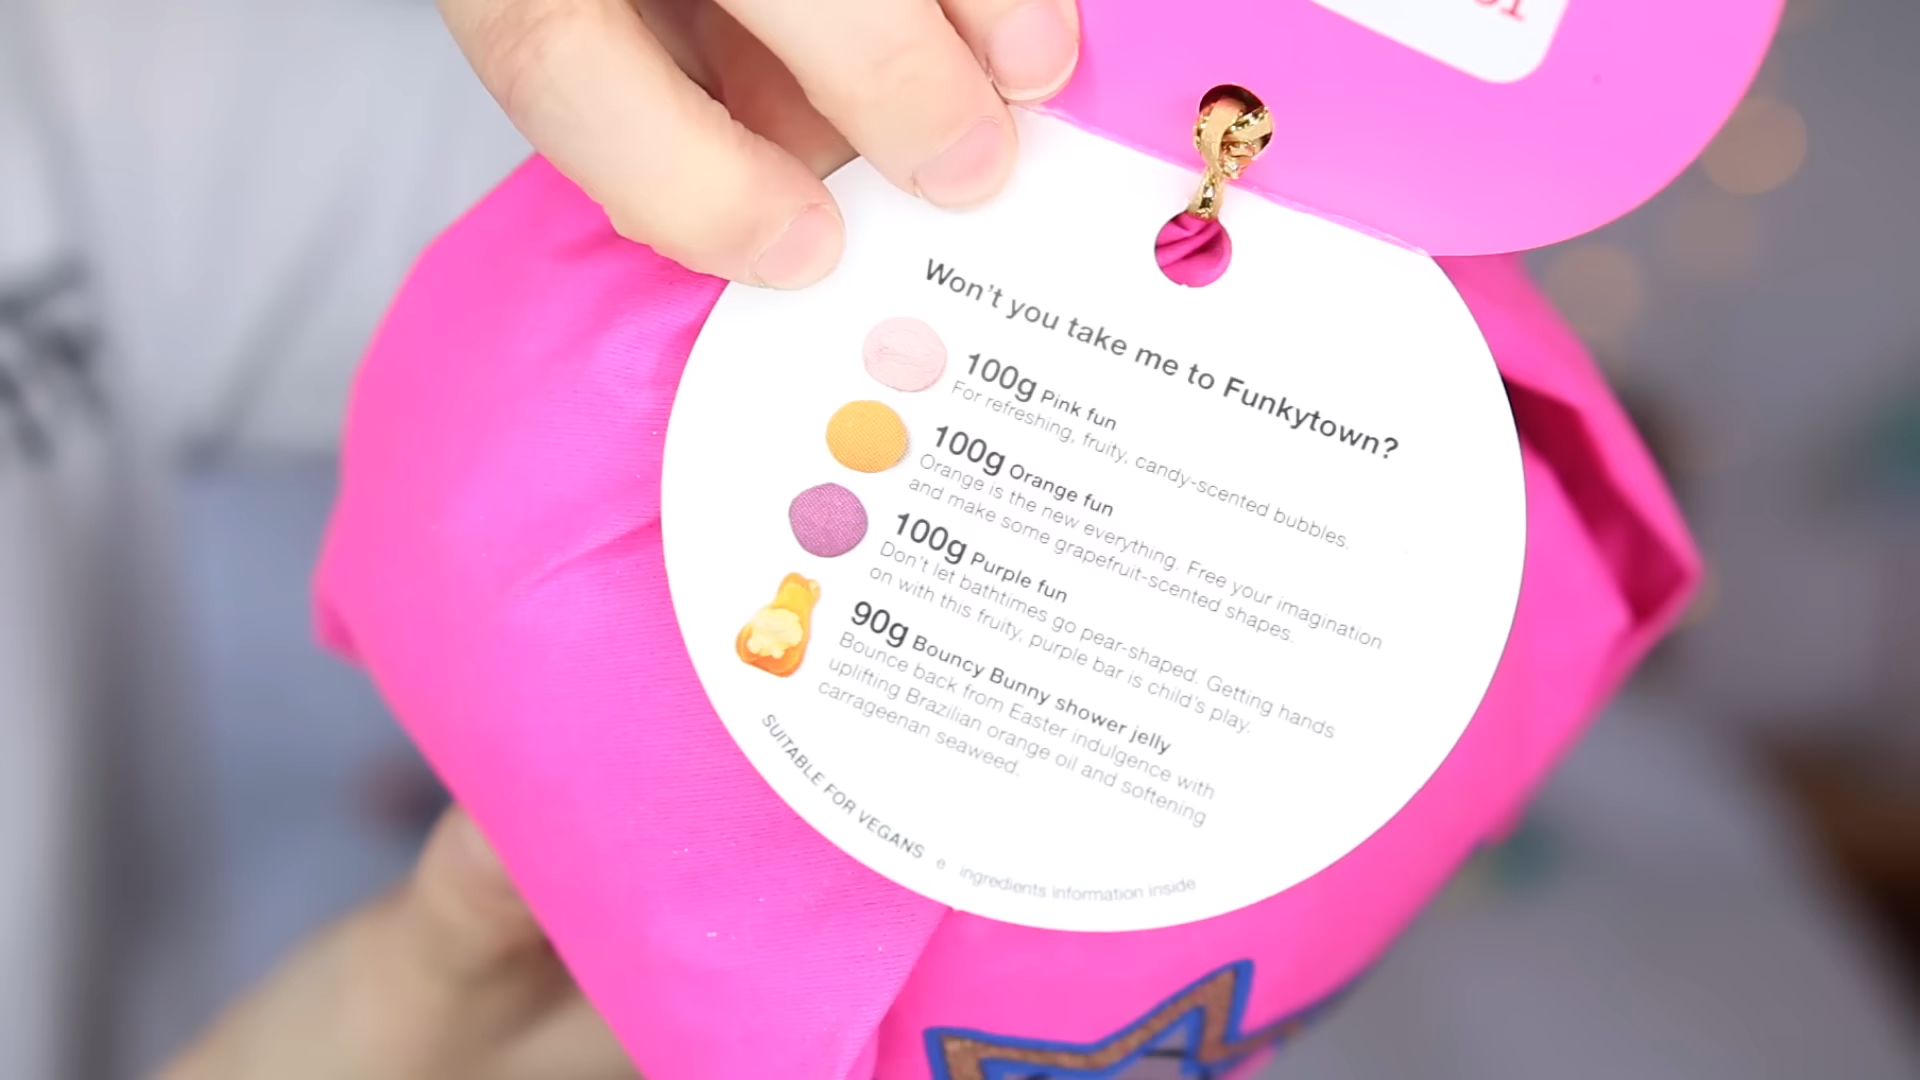 Won't you take me to Funkytown?
100g Pink fun
For refreshing, fruity, candy-scented bubbles.
100g Orange fun
Orange is the new everything. Free your imagination
and make some grapefruit-scented shapes.
100g Purple fun
Don't let bathtimes go pear-shaped. Getting hands
on with this fruity, purple bar is child's play.
90g Bouncy Bunny shower jelly
Bounce back from Easter indulgence with
uplifting Brazilian orange oil and softening
carrageenan seaweed.
SUITABLE FOR VEGANS e ingredients information inside